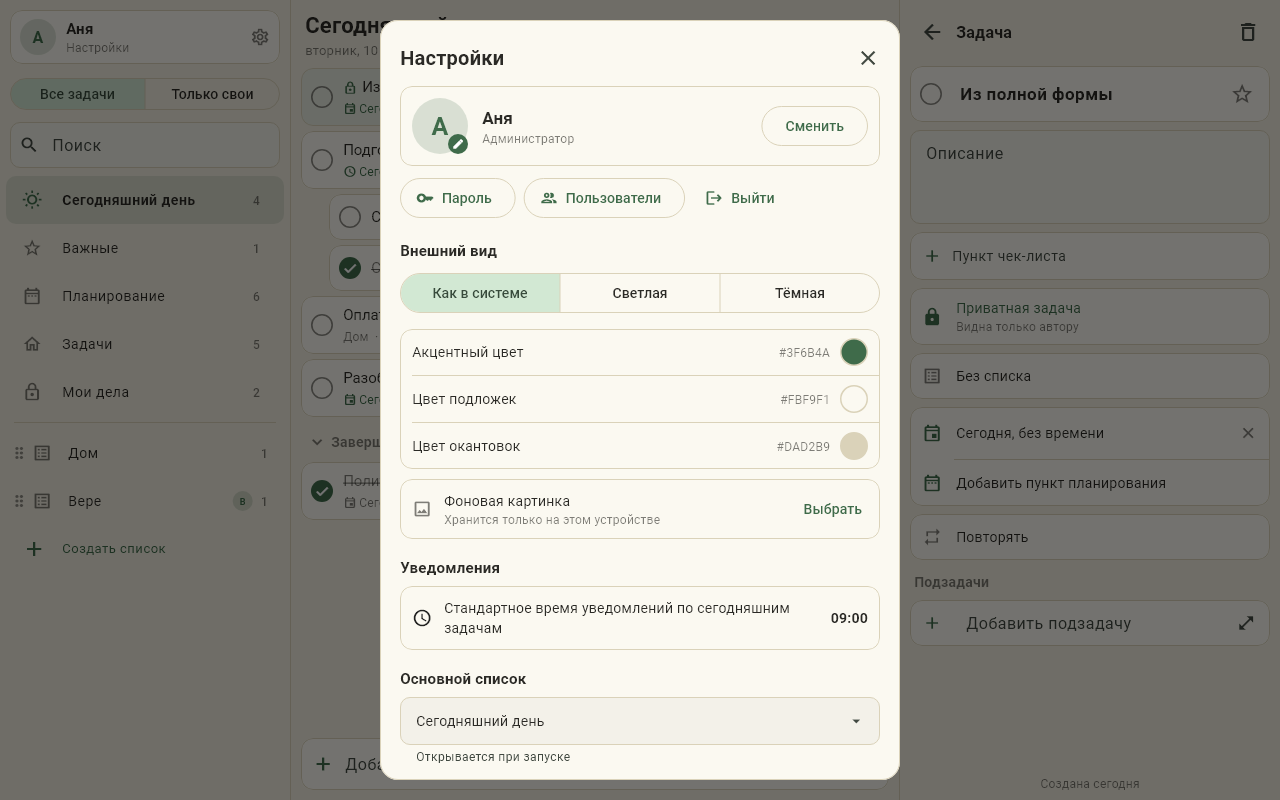 А
Аня
Настройки
Все задачи
Только свои
Поиск
Сегодняшний день
4
Важные
1
Планирование
6
Задачи
5
Мои дела
2
Дом
1
Вере
В
1
Создать список
вторник, 10
Дом ·
Настройки
А
Аня
Администратор
Сменить
Пароль
Пользователи
Выйти
Внешний вид
Как в системе
Светлая
Тёмная
Акцентный цвет
#3F6B4A
Цвет подложек
#FBF9F1
Цвет окантовок
#DAD2B9
Фоновая картинка
Хранится только на этом устройстве
Выбрать
Уведомления
Стандартное время уведомлений по сегодняшним
задачам
09:00
Основной список
Сегодняшний день
Открывается при запуске
Задача
Из полной формы
Описание
Пункт чек-листа
Приватная задача
Видна только автору
Без списка
Сегодня, без времени
Добавить пункт планирования
Повторять
Подзадачи
Добавить подзадачу
Создана сегодня